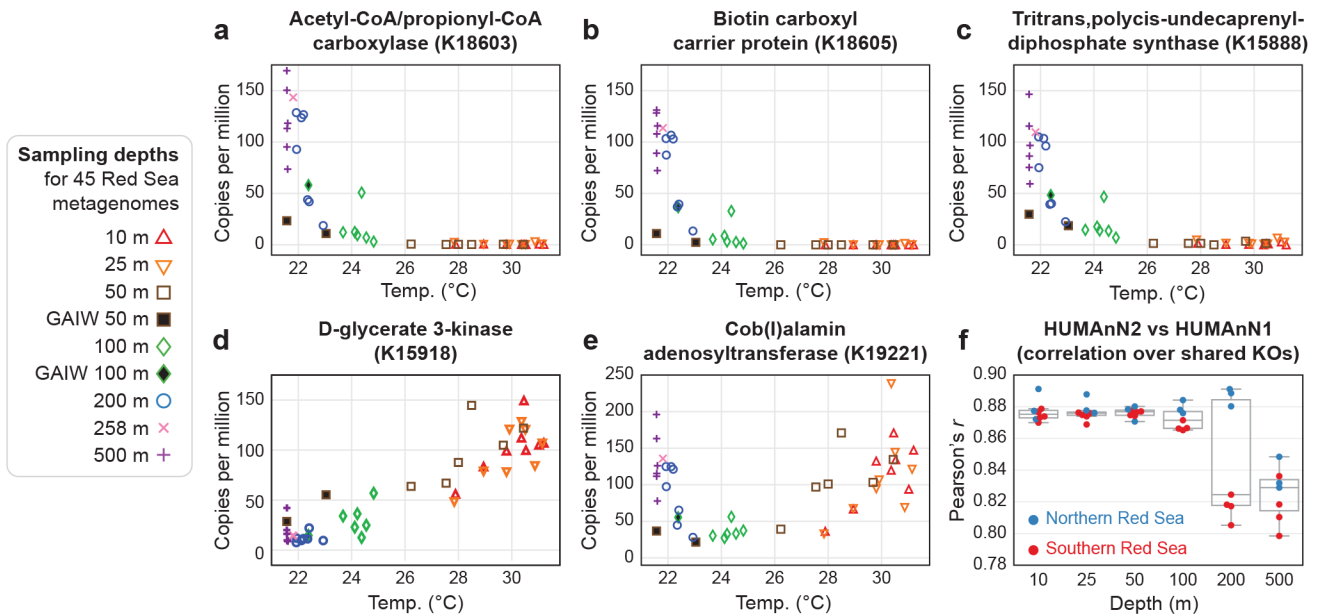 Sampling depths
for 45 Red Sea
metagenomes
10 m
25 m
50 m
GAIW 50 m
100 m
GAIW 100 m
200 m
258 m
500 m
a
Acetyl-CoA/propionyl-CoA
carboxylase (K18603)
Copies per million
150
100
50
0
22 24 26 28 30
Temp. (°C)
b
Biotin carboxyl
carrier protein (K18605)
Copies per million
150
100
50
0
22 24 26 28 30
Temp. (°C)
c
Tritrans,polycis-undecaprenyl-
diphosphate synthase (K15888)
Copies per million
150
100
50
0
22 24 26 28 30
Temp. (°C)
d
D-glycerate 3-kinase
(K15918)
Copies per million
150
100
50
0
22 24 26 28 30
Temp. (°C)
e
Cob(I)alamin
adenosyltransferase (K19221)
Copies per million
250
200
150
100
50
0
22 24 26 28 30
Temp. (°C)
f
HUMAnN2 vs HUMAnN1
(correlation over shared KOs)
Pearson's r
0.90
0.88
0.86
0.84
0.82
0.80
0.78
Northern Red Sea
Southern Red Sea
10 25 50 100 200 500
Depth (m)